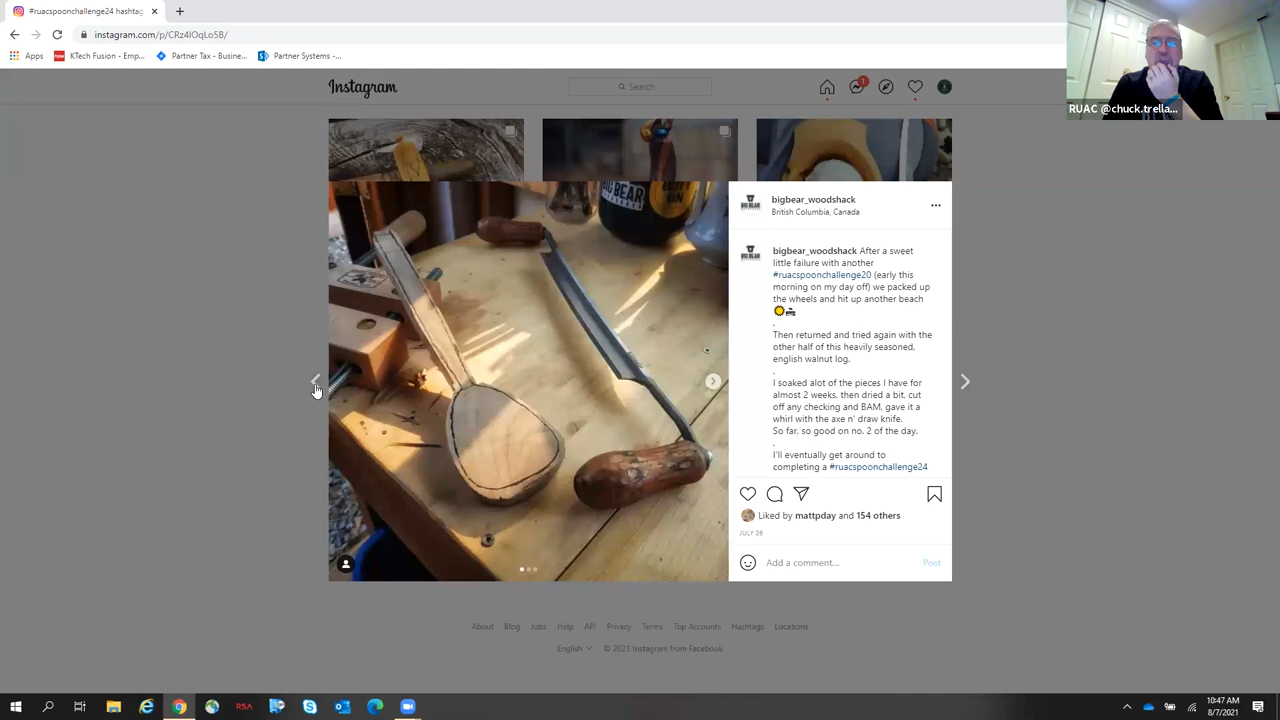 #ruacspoonchallenge24 hashtag
instagram.com/p/CRz4lOqLo5B/
Apps
KTech Fusion - Emp...
Partner Tax - Busine...
Partner Systems -...
RUAC @chuck.trella...
Instagram
Search
1
BIG BEAR
bigbear_woodshack
British Columbia, Canada
bigbear_woodshack After a sweet
little failure with another
#ruacspoonchallenge20 (early this
morning on my day off) we packed up
the wheels and hit up another beach
.
Then returned and tried again with the
other half of this heavily seasoned,
english walnut log.
.
I soaked alot of the pieces I have for
almost 2 weeks, then dried a bit, cut
off any checking and BAM, gave it a
whirl with the axe n' draw knife.
So far, so good on no. 2 of the day.
.
I'll eventually get around to
completing a #ruacspoonchallenge24
Liked by mattpday and 154 others
JULY 26
Add a comment...
Post
About
Blog
Jobs
Help
API
Privacy
Terms
Top Accounts
Hashtags
Locations
English
© 2021 Instagram from Facebook
RSA
10:47 AM
8/7/2021